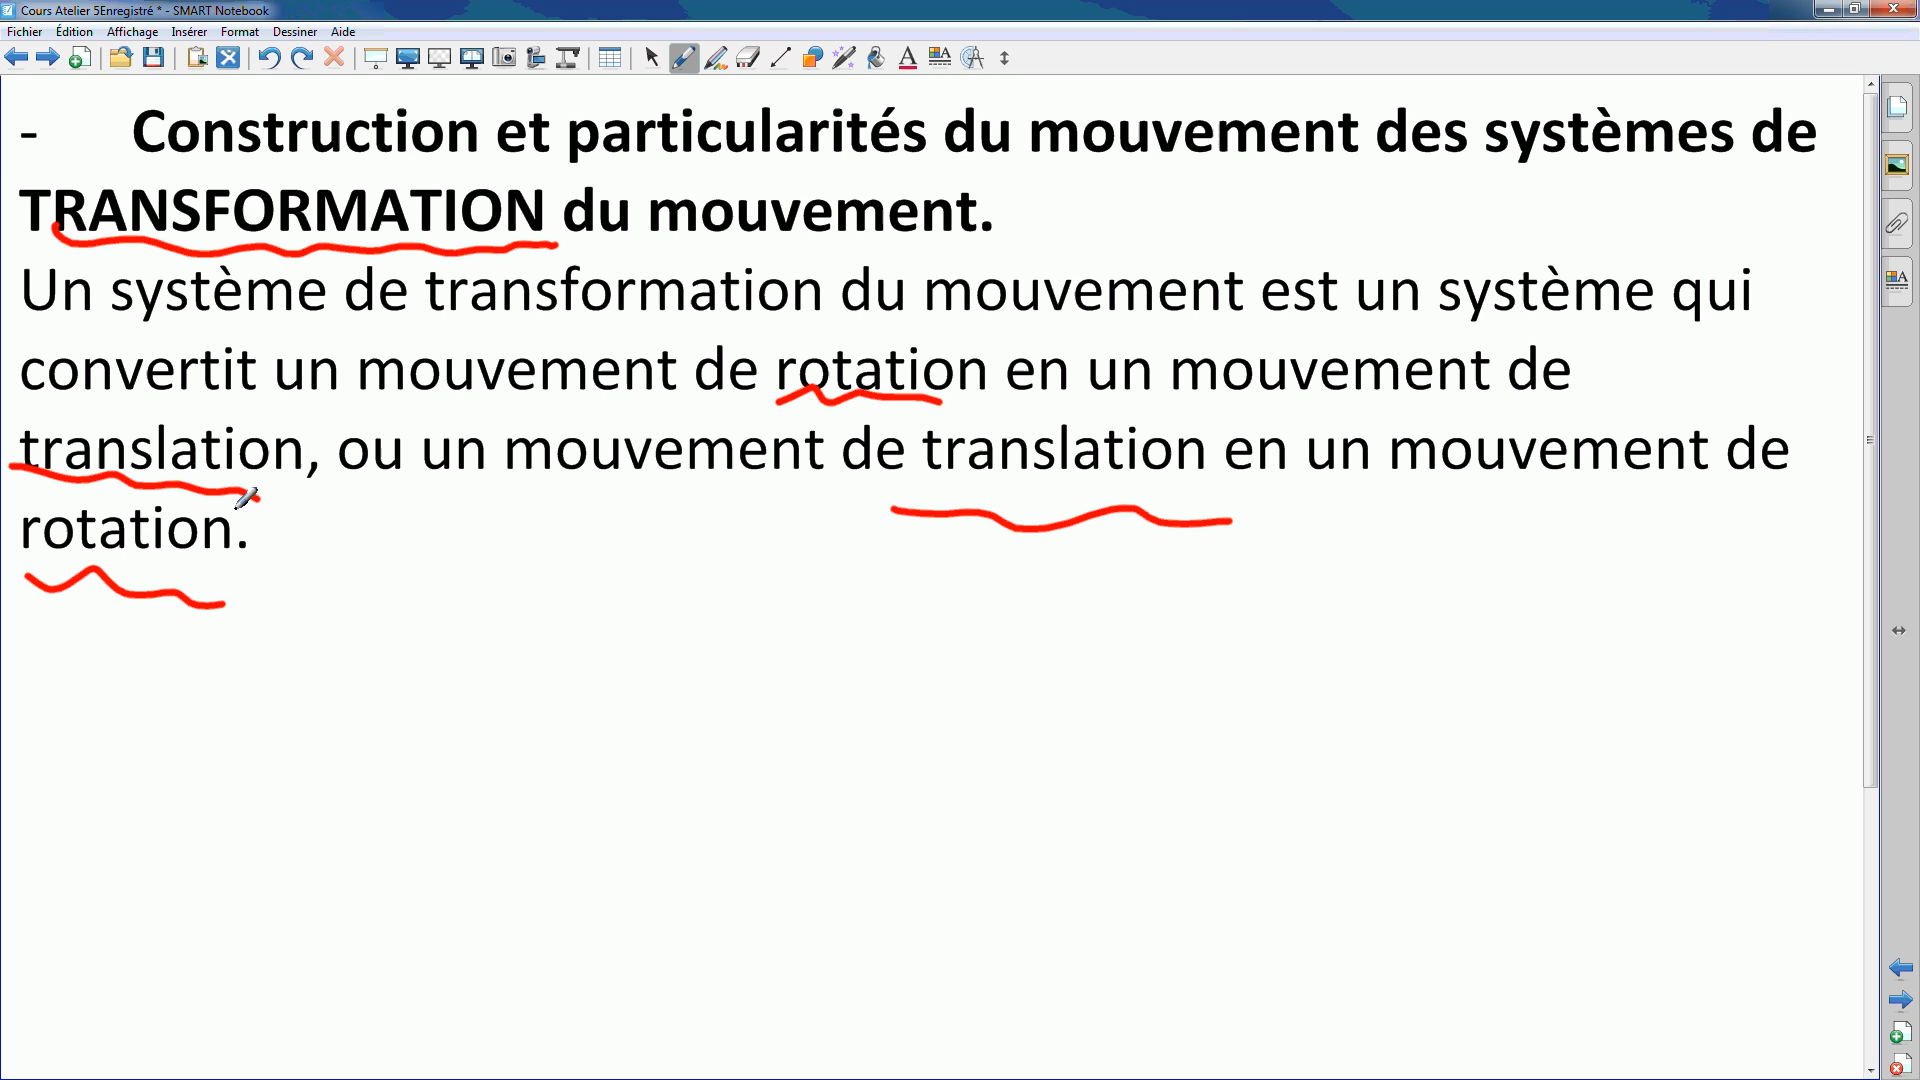 Cours Atelier 5Enregistré * - SMART Notebook
Fichier Édition Affichage Insérer Format Dessiner Aide
- Construction et particularités du mouvement des systèmes de
TRANSFORMATION du mouvement.
Un système de transformation du mouvement est un système qui
convertit un mouvement de rotation en un mouvement de
translation, ou un mouvement de translation en un mouvement de
rotation.